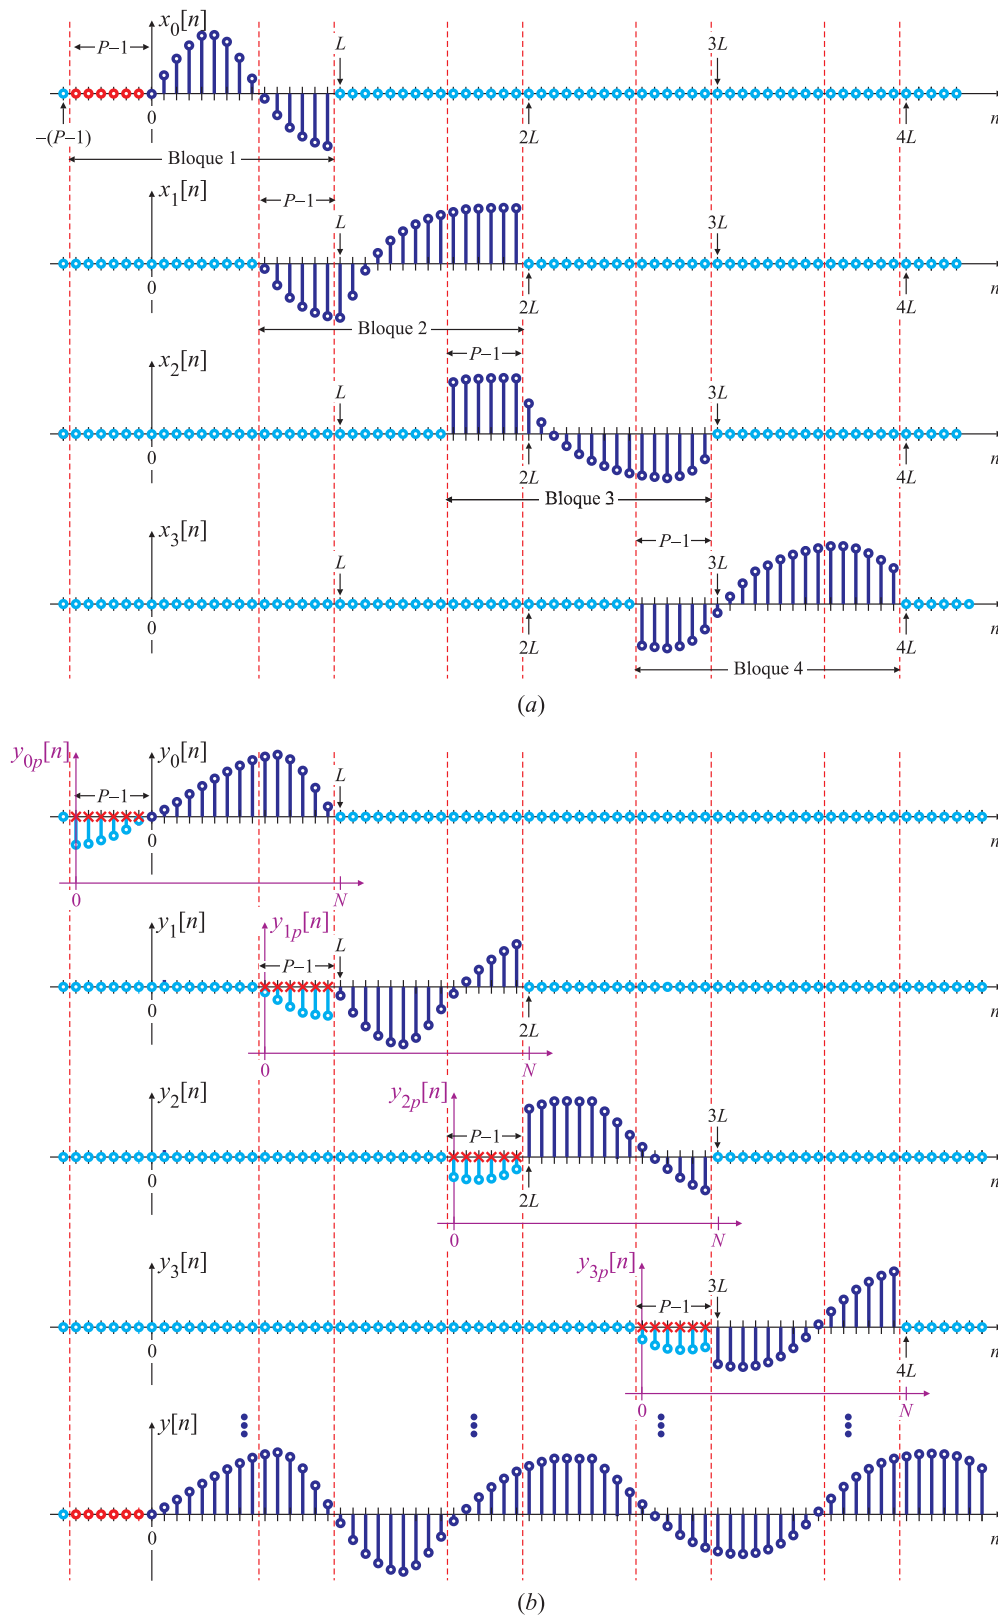 x₀[n]
P–1
L
3L
–(P–1)
0
2L
4L
n
Bloque 1
x₁[n]
P–1
L
3L
0
2L
4L
n
Bloque 2
x₂[n]
P–1
L
3L
0
2L
4L
n
Bloque 3
x₃[n]
P–1
L
3L
0
2L
4L
n
Bloque 4
(a)
y₀ₚ[n] y₀[n]
P–1
L
0
n
0 N
y₁[n] y₁ₚ[n]
P–1
L
0
2L
n
0 N
y₂[n] y₂ₚ[n]
P–1
3L
0
2L
n
0 N
y₃[n] y₃ₚ[n]
P–1
3L
0
4L
n
0 N
y[n]
0
n
(b)